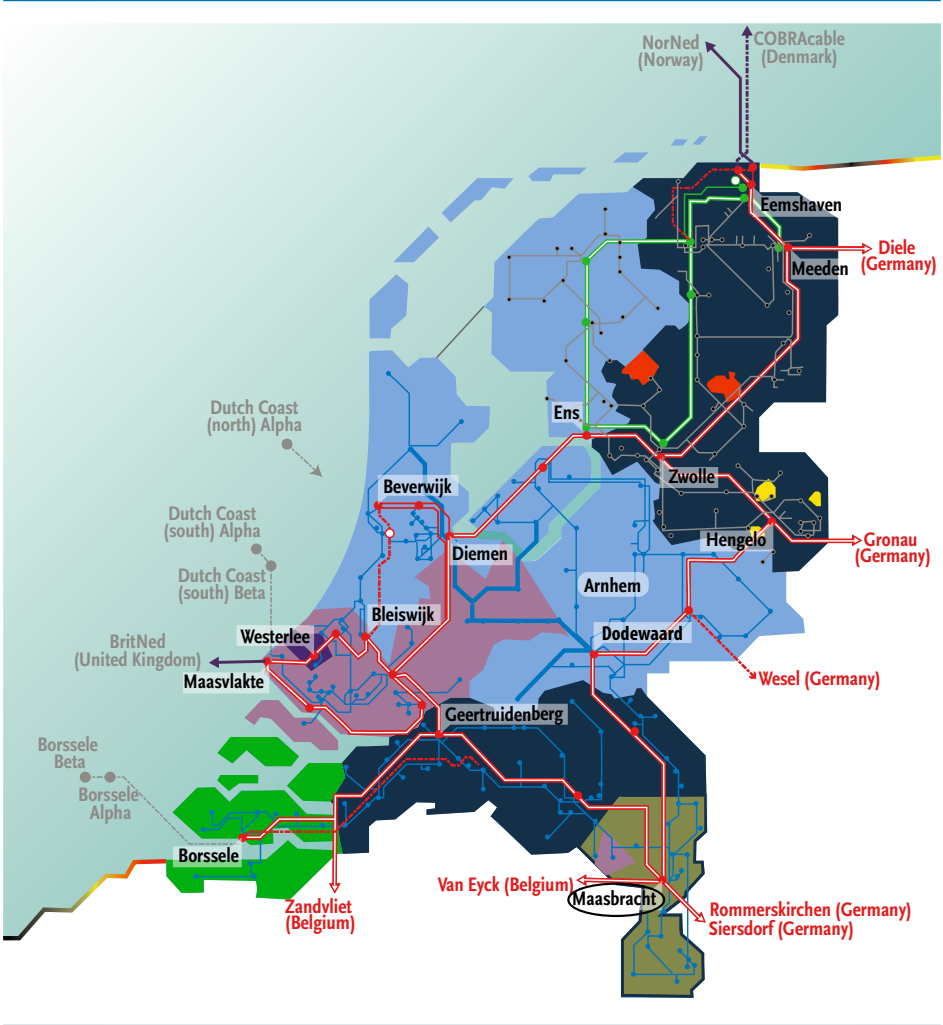 NorNed
(Norway)
COBRAcable
(Denmark)
Eemshaven
Diele
(Germany)
Meeden
Dutch Coast
(north) Alpha
Ens
Zwolle
Beverwijk
Dutch Coast
(south) Alpha
Hengelo
Gronau
(Germany)
Diemen
Dutch Coast
(south) Beta
Arnhem
Bleiswijk
Westerlee
Dodewaard
BritNed
(United Kingdom)
Maasvlakte
Wesel (Germany)
Geertruidenberg
Borssele
Beta
Borssele
Alpha
Borssele
Van Eyck (Belgium)
Maasbracht
Zandvliet
(Belgium)
Rommerskirchen (Germany)
Siersdorf (Germany)